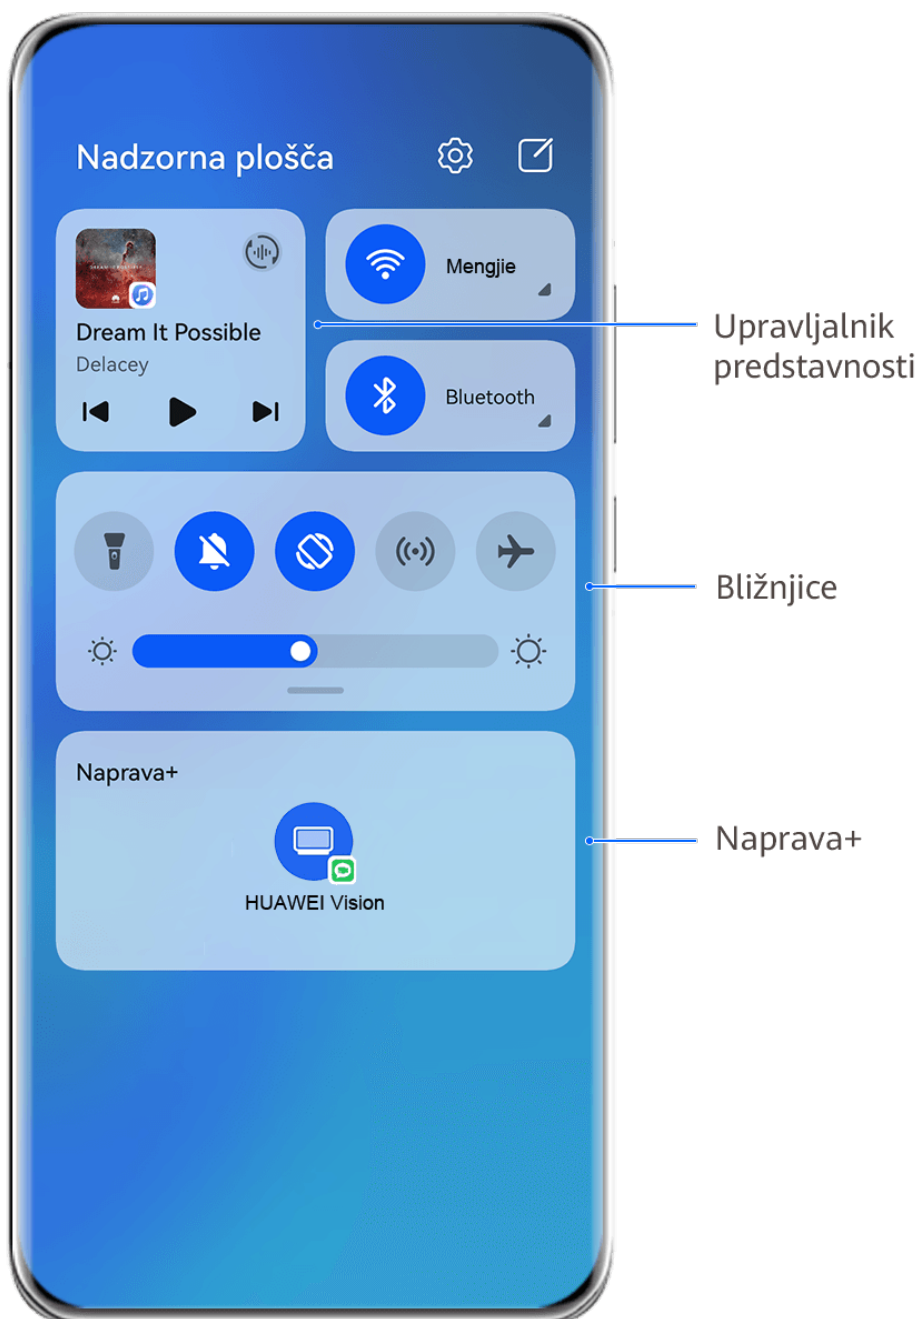 Nadzorna plošča
Dream It Possible
Delacey
Mengjie
Bluetooth
Upravljalnik
predstavnosti
Bližnjice
Naprava+
HUAWEI Vision
Naprava+